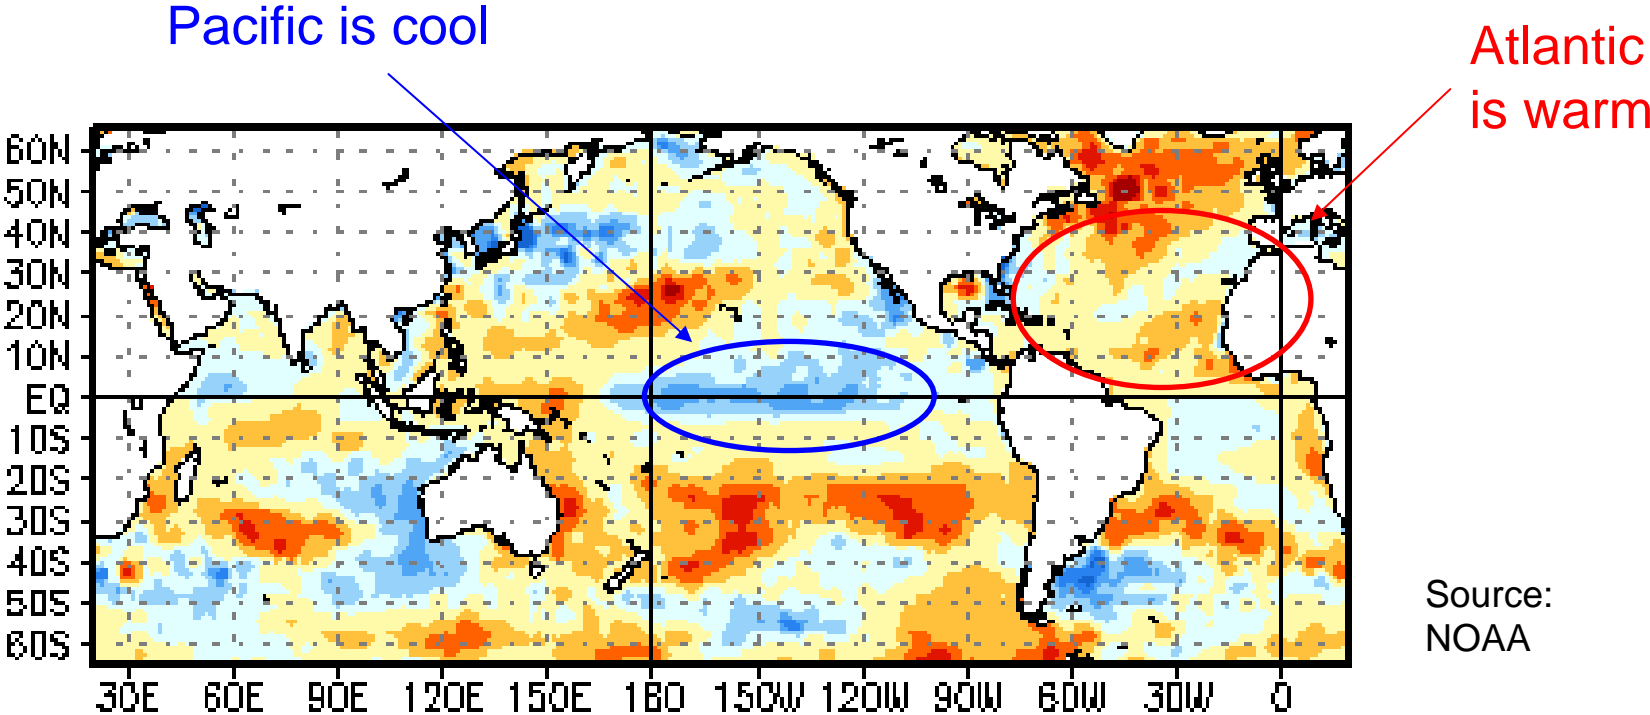 Pacific is cool
Atlantic
is warm
60N
50N
40N
30N
20N
10N
EQ
10S
20S
30S
40S
50S
60S
30E 60E 90E 120E 150E 180 150W 120W 90W 60W 30W 0
Source:
NOAA